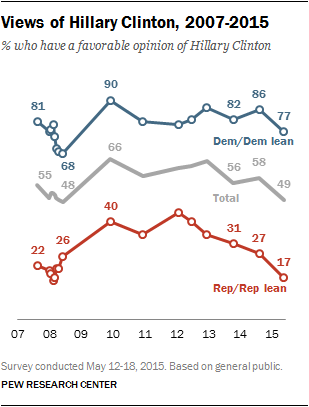 Views of Hillary Clinton, 2007-2015
% who have a favorable opinion of Hillary Clinton
90
81
86
82
77
68
Dem/Dem lean
66
55
48
56
58
49
Total
40
22
26
31
27
17
Rep/Rep lean
07 08 09 10 11 12 13 14 15
Survey conducted May 12-18, 2015. Based on general public.
PEW RESEARCH CENTER